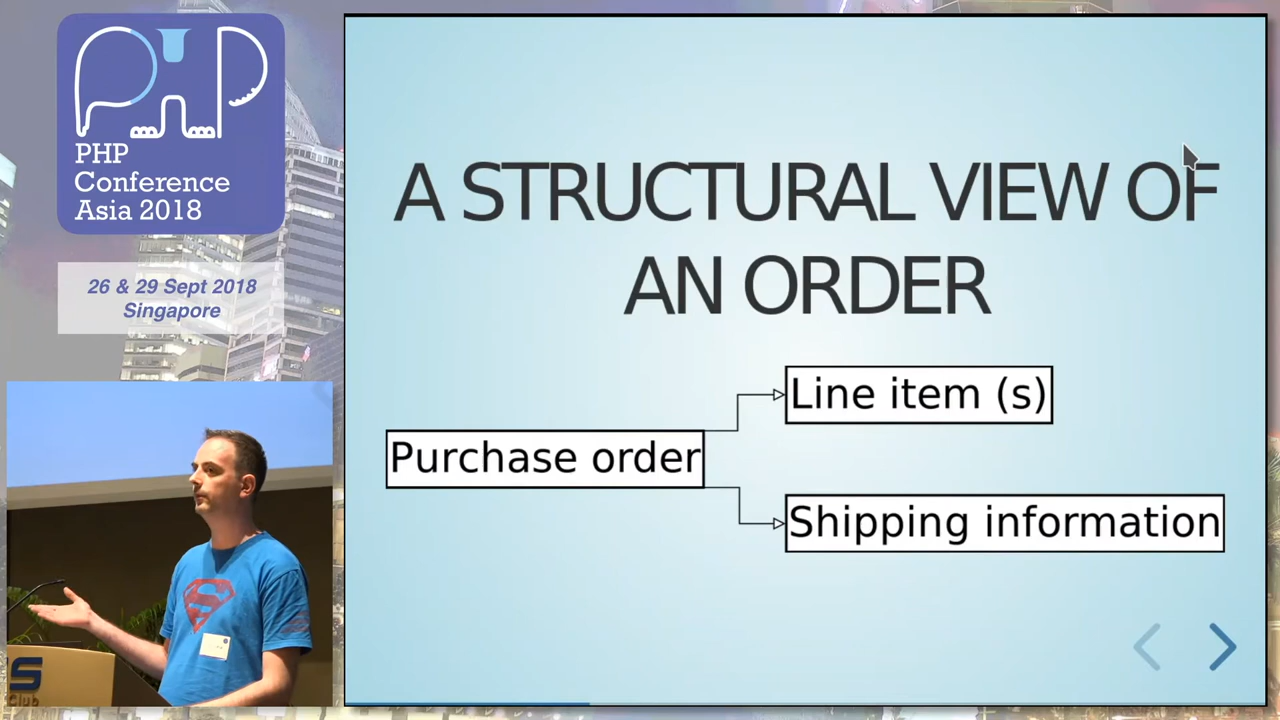 PHP
Conference
Asia 2018
26 & 29 Sept 2018
Singapore
A STRUCTURAL VIEW OF
AN ORDER
Line item (s)
Purchase order
Shipping information
S
Club